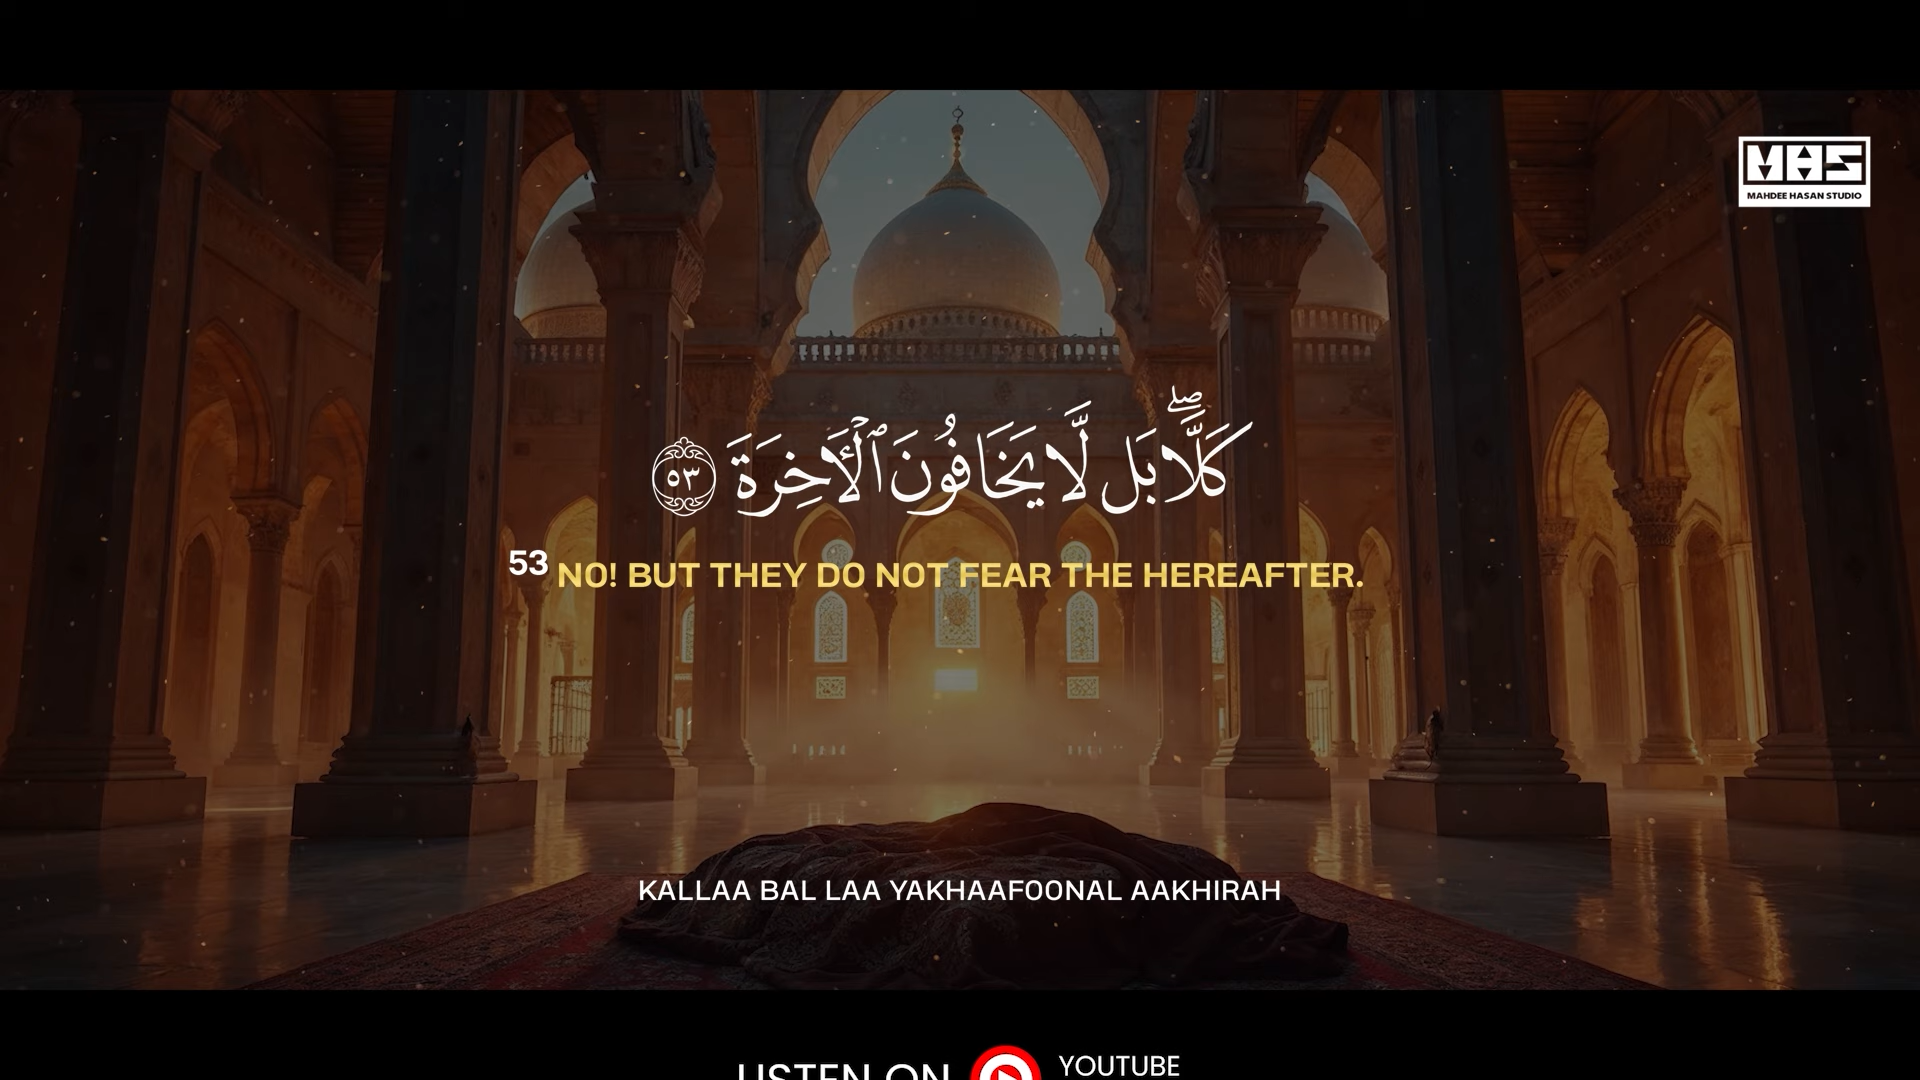 MHS
MAHDEE HASAN STUDIO
كَلَّاۖ بَل لَّا يَخَافُونَ ٱلْأَخِرَةَ ٥٣
53 NO! BUT THEY DO NOT FEAR THE HEREAFTER.
KALLAA BAL LAA YAKHAAFOONAL AAKHIRAH
LISTEN ON YOUTUBE